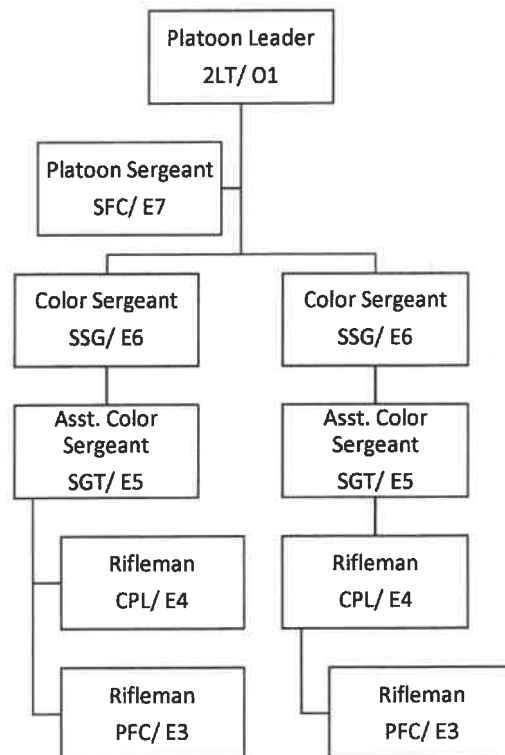 Platoon Leader
2LT/ O1
Platoon Sergeant
SFC/ E7
Color Sergeant
SSG/ E6
Color Sergeant
SSG/ E6
Asst. Color
Sergeant
SGT/ E5
Asst. Color
Sergeant
SGT/ E5
Rifleman
CPL/ E4
Rifleman
CPL/ E4
Rifleman
PFC/ E3
Rifleman
PFC/ E3